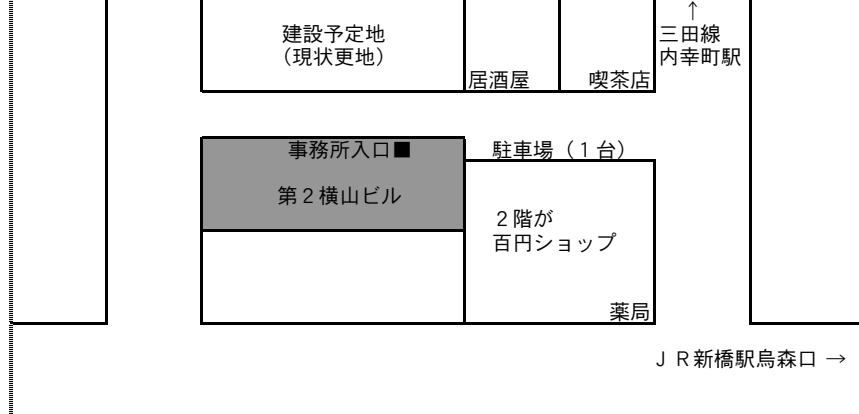 ↑
三田線
内幸町駅
建設予定地
（現状更地）
居酒屋
喫茶店
事務所入口■
駐車場（１台）
第２横山ビル
２階が
百円ショップ
薬局
ＪＲ新橋駅烏森口 →